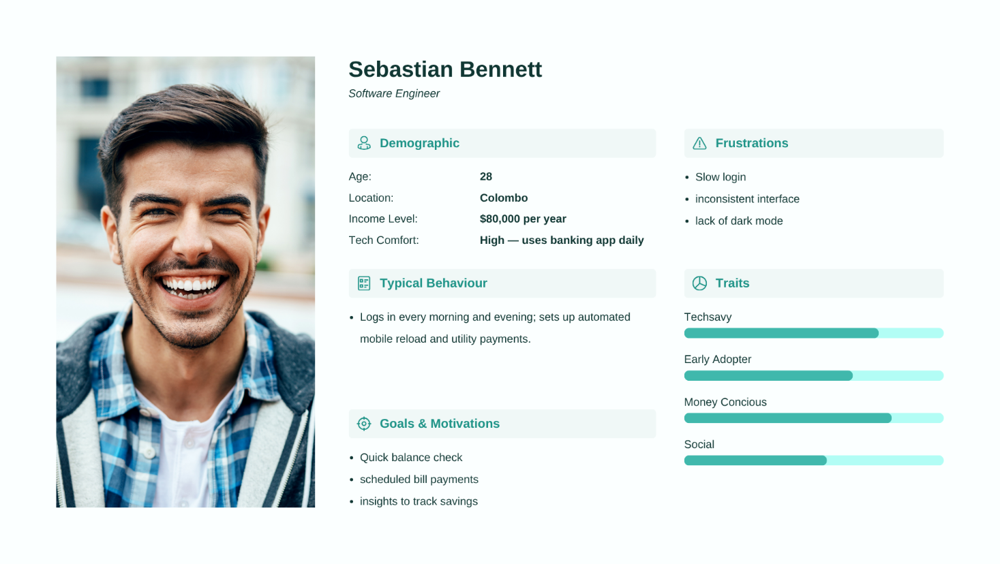 Sebastian Bennett
Software Engineer
Demographic
Age: 28
Location: Colombo
Income Level: $80,000 per year
Tech Comfort: High — uses banking app daily
Typical Behaviour
• Logs in every morning and evening; sets up automated
mobile reload and utility payments.
Goals & Motivations
• Quick balance check
• scheduled bill payments
• insights to track savings
Frustrations
• Slow login
• inconsistent interface
• lack of dark mode
Traits
Techsavy
Early Adopter
Money Concious
Social